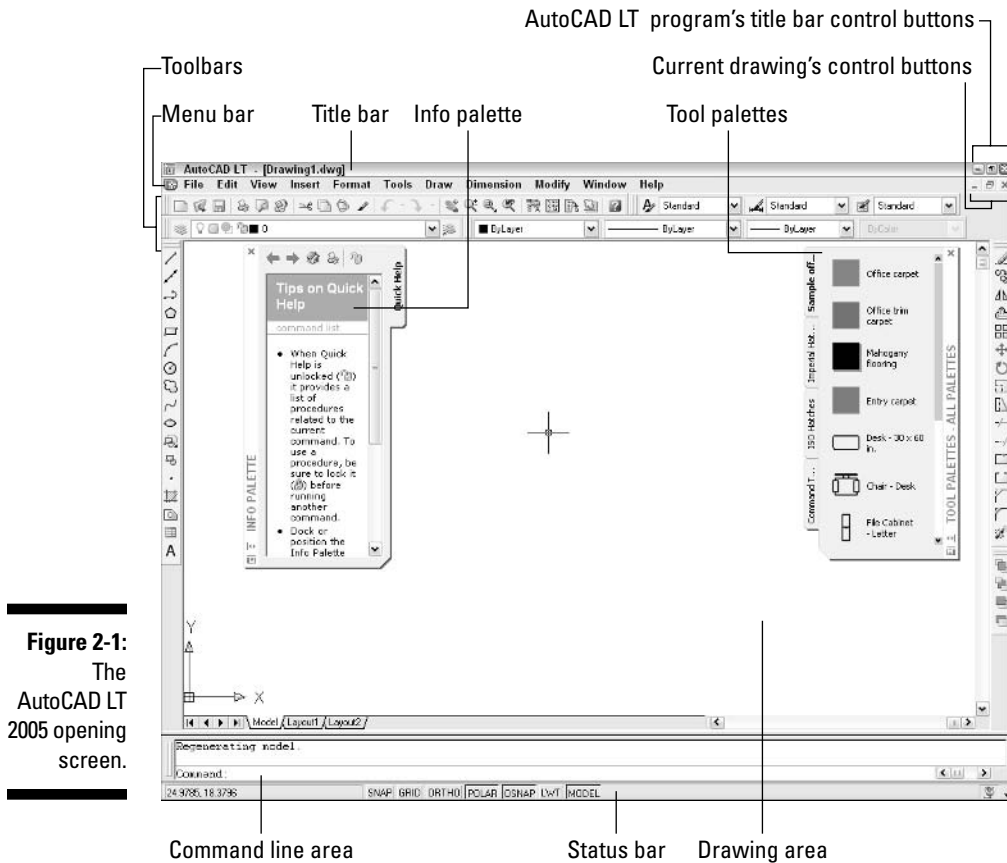 AutoCAD LT program's title bar control buttons
Toolbars
Current drawing's control buttons
Menu bar
Title bar
Info palette
Tool palettes
AutoCAD LT - [Drawing1.dwg]
File Edit View Insert Format Tools Draw Dimension Modify Window Help
Standard
Standard
Standard
0
ByLayer
ByLayer
ByLayer
ByColor
Quick Help
Tips on Quick
Help
command list
• When Quick
Help is
unlocked ( )
it provides a
list of
procedures
related to the
current
command. To
use a
procedure, be
sure to lock it
( ) before
running
another
command.
• Dock or
position the
Info Palette
INFO PALETTE
Sample off...
Imperial Hat...
ISO Hatches
Command T...
Office carpet
Office trim
carpet
Mahogany
flooring
Entry carpet
Desk - 30 x 60
in.
Chair - Desk
File Cabinet
- Letter
TOOL PALETTES - ALL PALETTES
A
Y
X
Model Layout1 Layout2
Regenerating model.
Command:
24.9785, 18.3796
SNAP GRID ORTHO POLAR OSNAP LWT MODEL
Command line area
Status bar
Drawing area
Figure 2-1:
The
AutoCAD LT
2005 opening
screen.